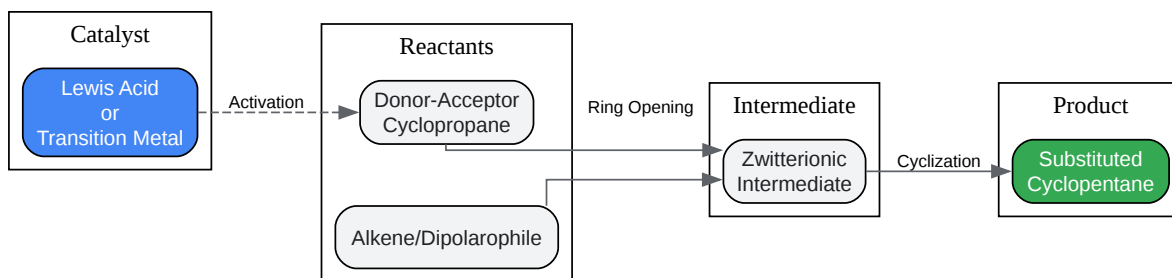 Catalyst
Lewis Acid
or
Transition Metal
Activation
Reactants
Donor-Acceptor
Cyclopropane
Alkene/Dipolarophile
Ring Opening
Intermediate
Zwitterionic
Intermediate
Cyclization
Product
Substituted
Cyclopentane